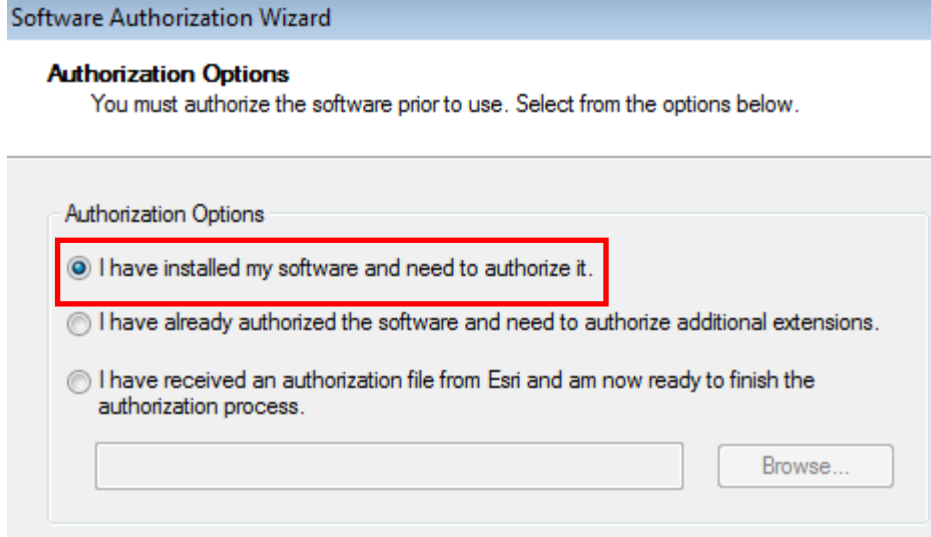 Software Authorization Wizard
Authorization Options
You must authorize the software prior to use. Select from the options below.
Authorization Options
I have installed my software and need to authorize it.
I have already authorized the software and need to authorize additional extensions.
I have received an authorization file from Esri and am now ready to finish the
authorization process.
Browse...